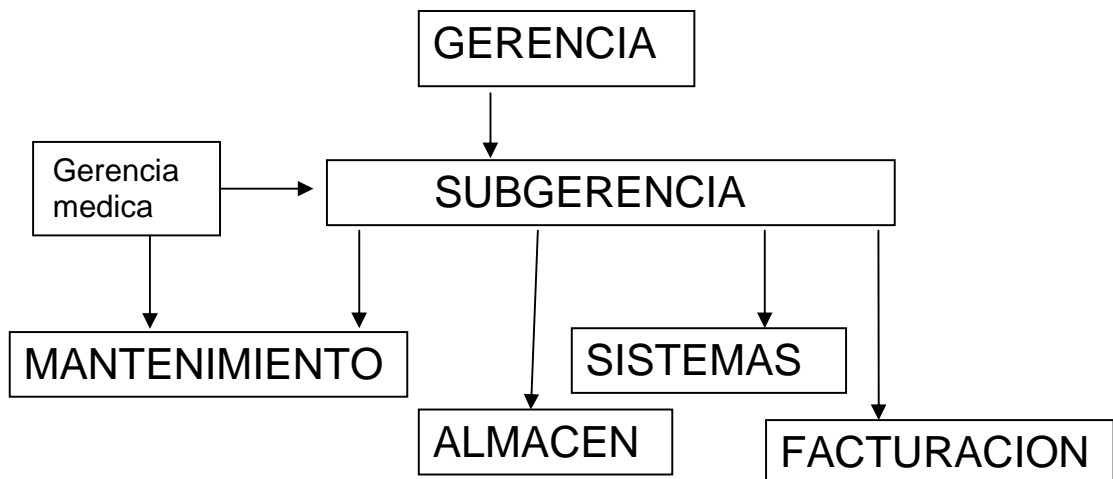 GERENCIA
Gerencia
medica
SUBGERENCIA
MANTENIMIENTO
SISTEMAS
ALMACEN
FACTURACION